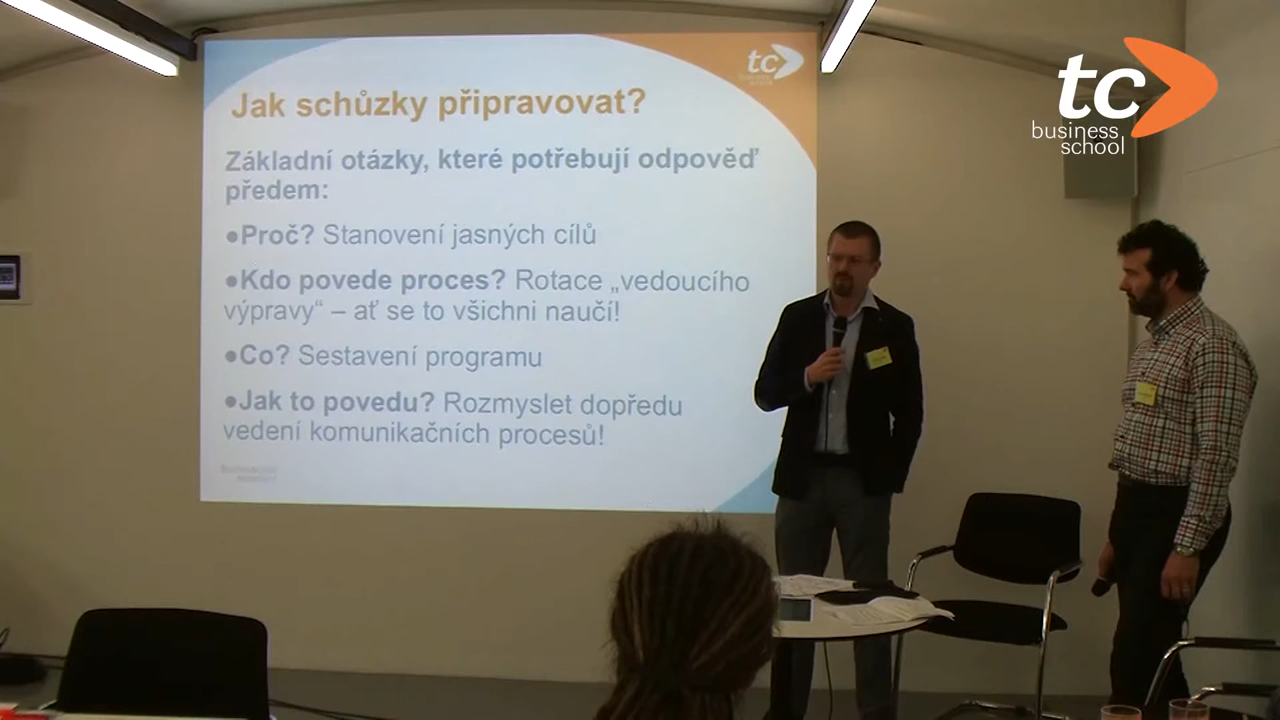 tc
Jak schůzky připravovat?
Základní otázky, které potřebují odpověď
předem:
●Proč? Stanovení jasných cílů
●Kdo povede proces? Rotace „vedoucího
výpravy“ – ať se to všichni naučí!
●Co? Sestavení programu
●Jak to povedu? Rozmyslet dopředu
vedení komunikačních procesů!
tc
business
school